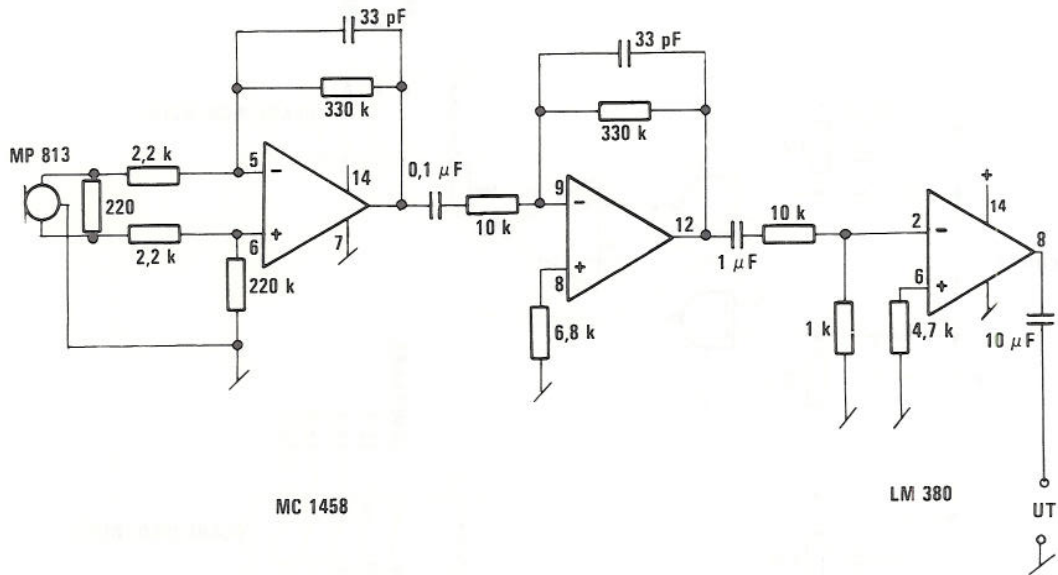 33 pF
330 k
MP 813
2,2 k
220
2,2 k
220 k
5
6
14
7
0,1 µF
10 k
33 pF
330 k
9
8
12
6,8 k
1 µF
10 k
1 k
2
6
4,7 k
+
14
8
10 µF
MC 1458
LM 380
UT